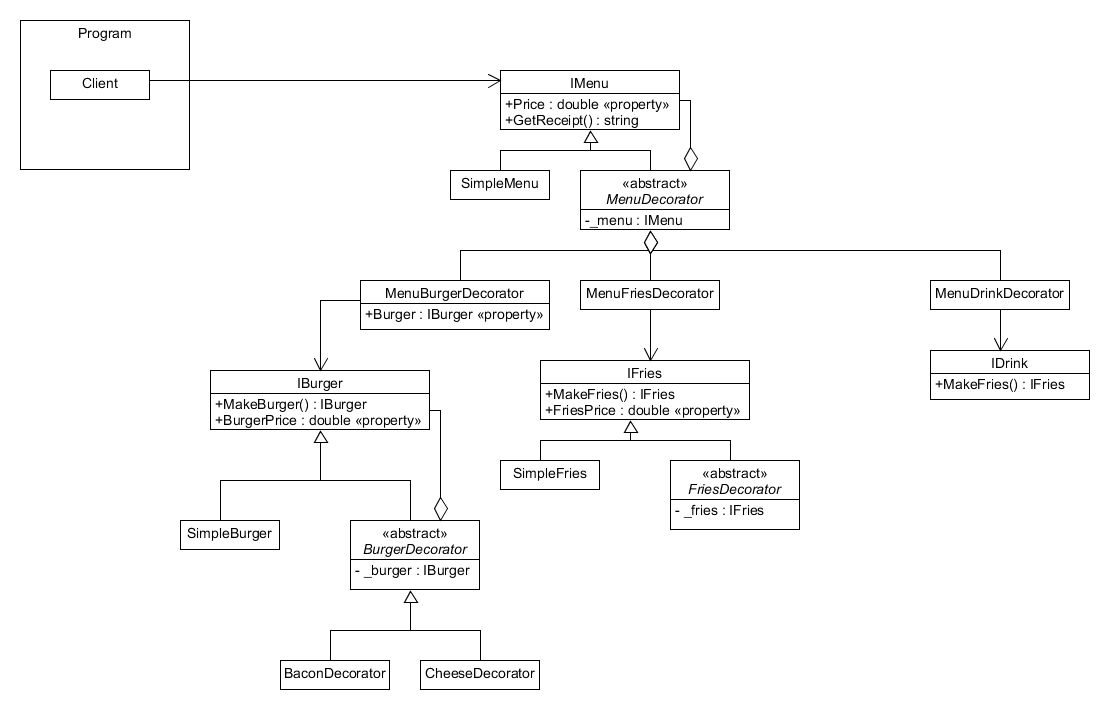 Program
Client
IMenu
+Price : double «property»
+GetReceipt() : string
SimpleMenu
«abstract»
MenuDecorator
-_menu : IMenu
MenuBurgerDecorator
+Burger : IBurger «property»
MenuFriesDecorator
MenuDrinkDecorator
IBurger
+MakeBurger() : IBurger
+BurgerPrice : double «property»
IFries
+MakeFries() : IFries
+FriesPrice : double «property»
IDrink
+MakeFries() : IFries
SimpleFries
«abstract»
FriesDecorator
- _fries : IFries
SimpleBurger
«abstract»
BurgerDecorator
- _burger : IBurger
BaconDecorator
CheeseDecorator